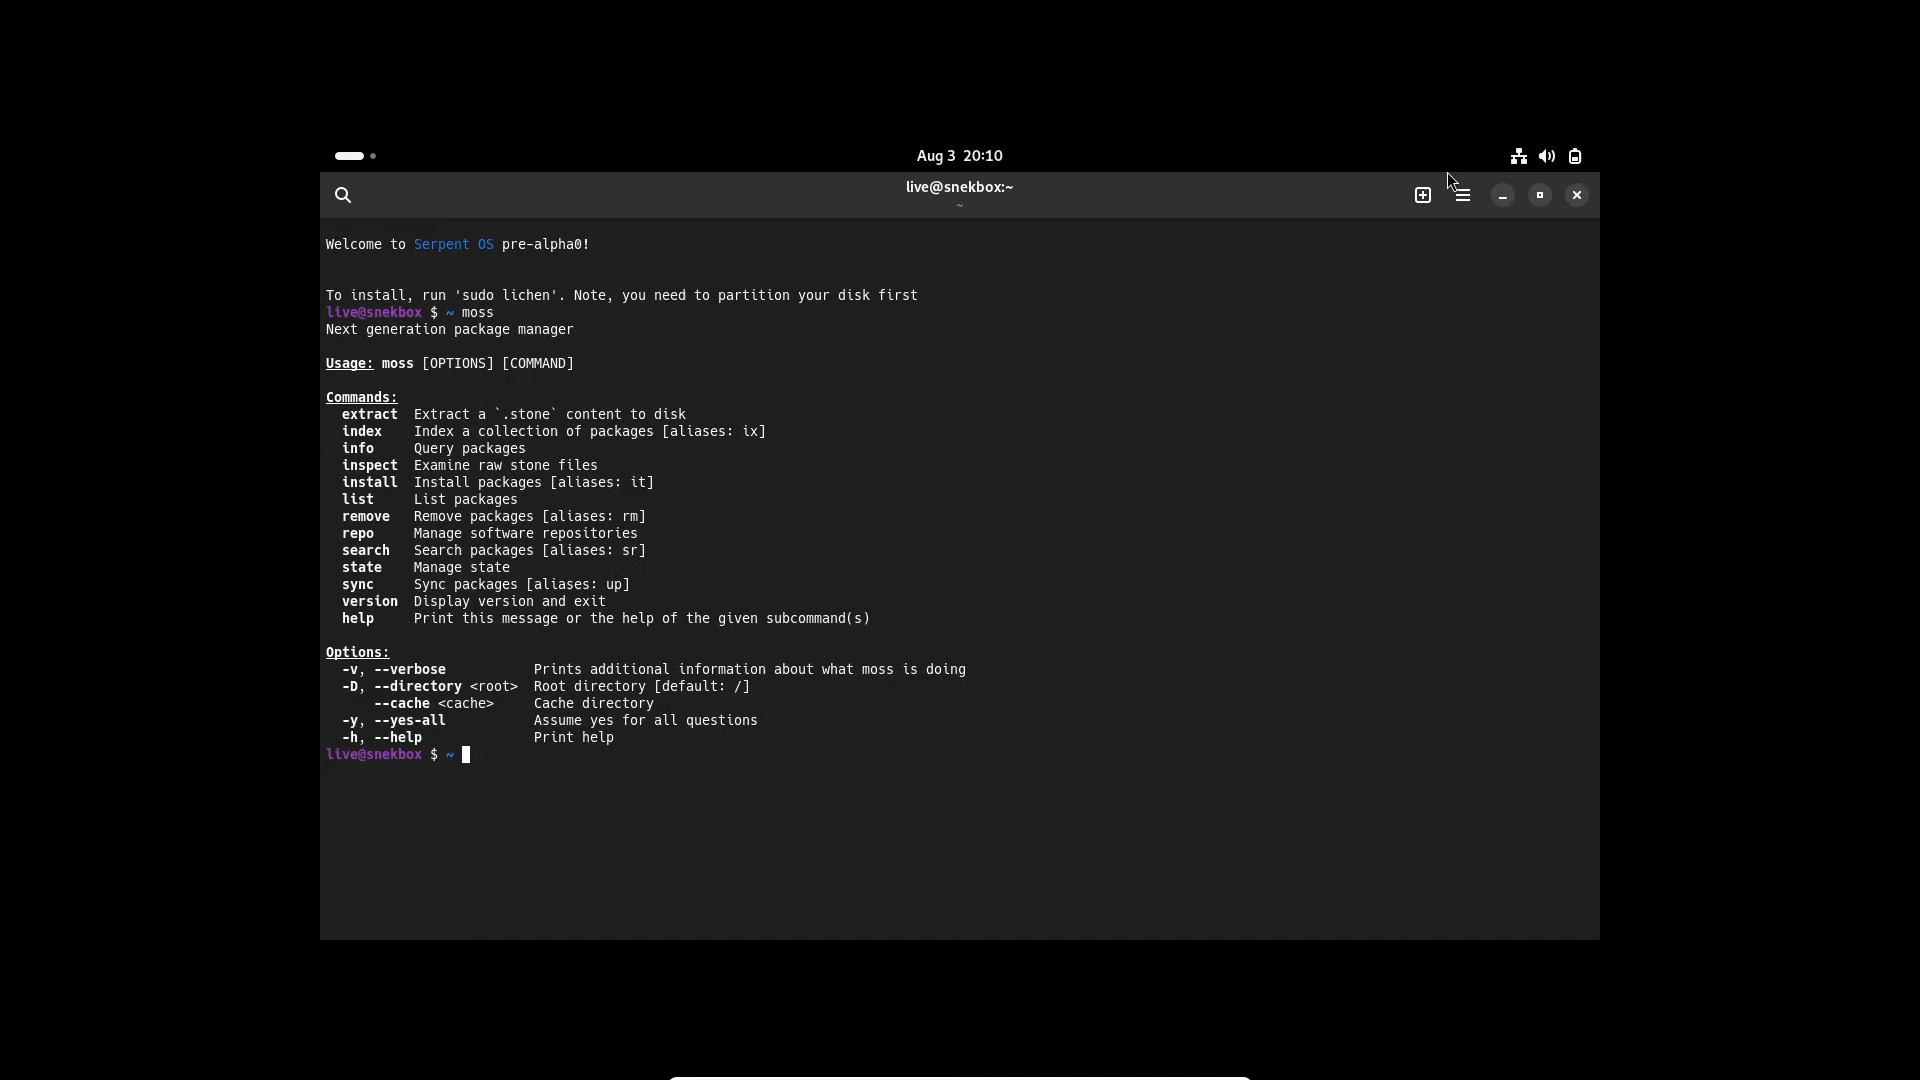 Aug 3 20:10
live@snekbox:~
~
Welcome to Serpent OS pre-alpha0!
To install, run 'sudo lichen'. Note, you need to partition your disk first
live@snekbox $ ~ moss
Next generation package manager
Usage: moss [OPTIONS] [COMMAND]
Commands:
extract Extract a `.stone` content to disk
index Index a collection of packages [aliases: ix]
info Query packages
inspect Examine raw stone files
install Install packages [aliases: it]
list List packages
remove Remove packages [aliases: rm]
repo Manage software repositories
search Search packages [aliases: sr]
state Manage state
sync Sync packages [aliases: up]
version Display version and exit
help Print this message or the help of the given subcommand(s)
Options:
-v, --verbose Prints additional information about what moss is doing
-D, --directory <root> Root directory [default: /]
--cache <cache> Cache directory
-y, --yes-all Assume yes for all questions
-h, --help Print help
live@snekbox $ ~